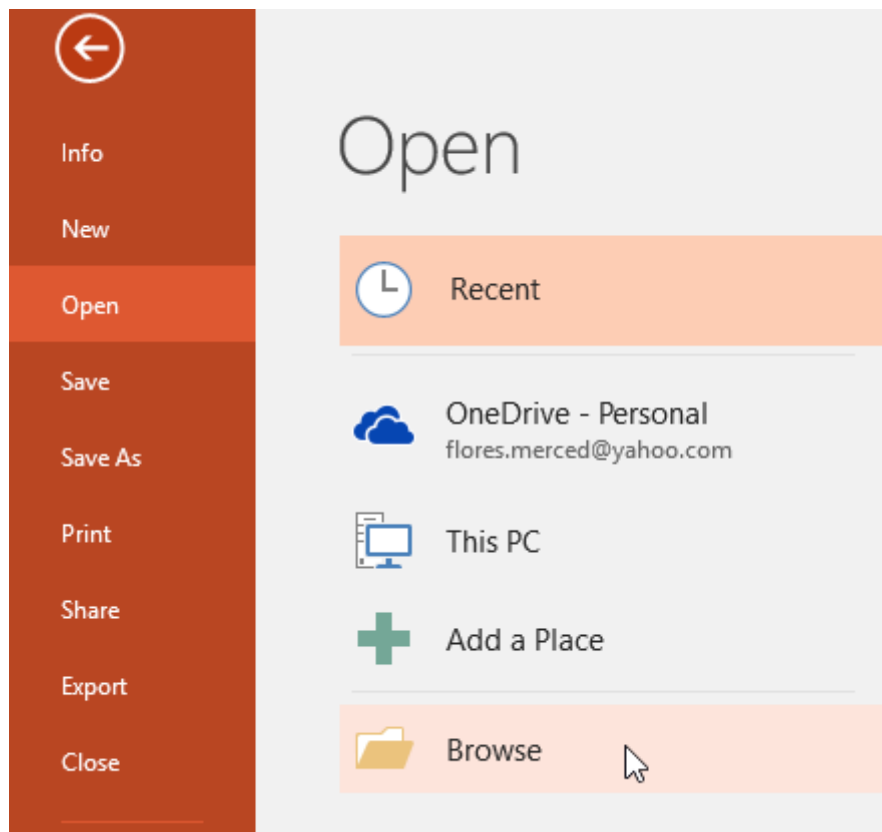 Info
New
Open
Save
Save As
Print
Share
Export
Close
Open
Recent
OneDrive - Personal
flores.merced@yahoo.com
This PC
Add a Place
Browse